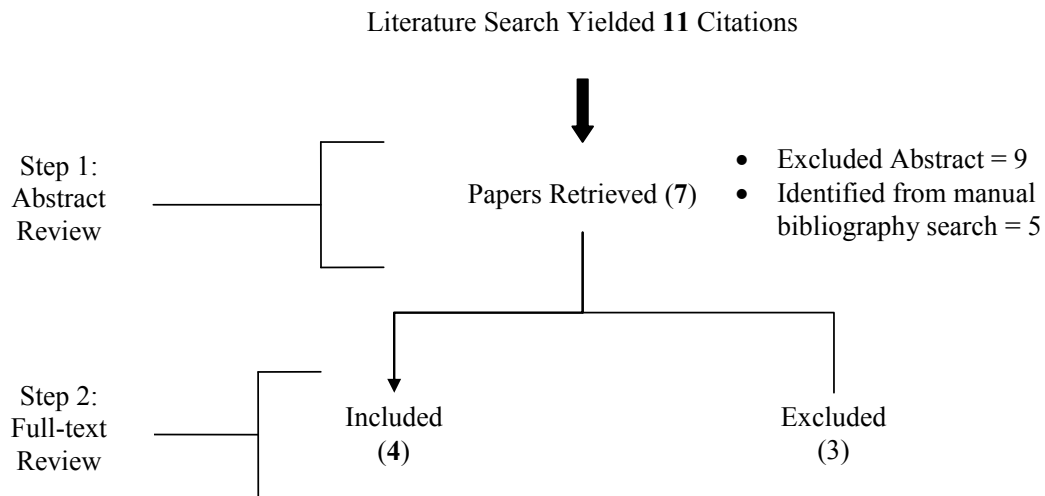 Literature Search Yielded 11 Citations
Step 1:
Abstract
Review
Papers Retrieved (7)
• Excluded Abstract = 9
• Identified from manual
bibliography search = 5
Step 2:
Full-text
Review
Included
(4)
Excluded
(3)